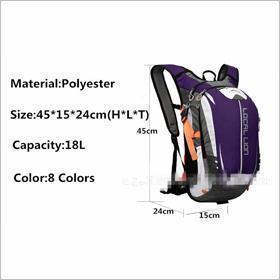 Material:Polyester
Size:45*15*24cm(H*L*T)
45cm
Capacity:18L
Color:8 Colors
LOCAL LION
24cm
15cm